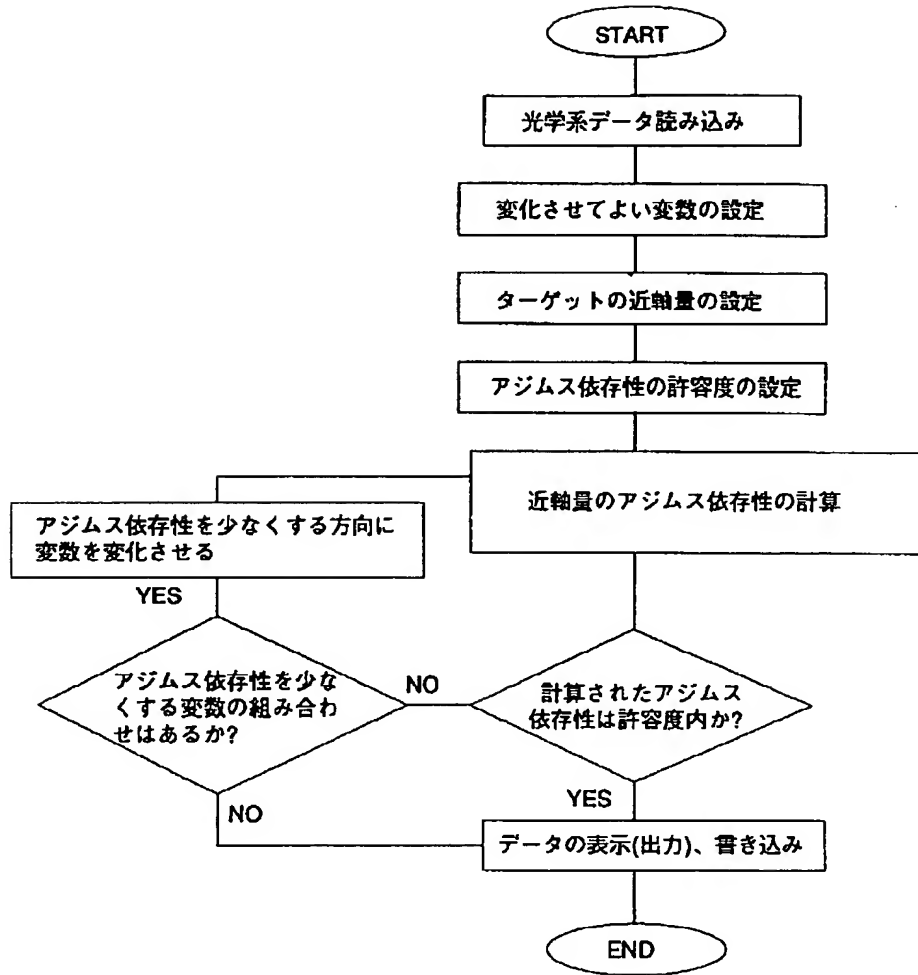 START
光学系データ読み込み
変化させてよい変数の設定
ターゲットの近軸量の設定
アジムス依存性の許容度の設定
近軸量のアジムス依存性の計算
アジムス依存性を少なくする方向に
変数を変化させる
YES
アジムス依存性を少な
くする変数の組み合わ
せはあるか?
NO
計算されたアジムス
依存性は許容度内か?
YES
NO
データの表示(出力)、書き込み
END